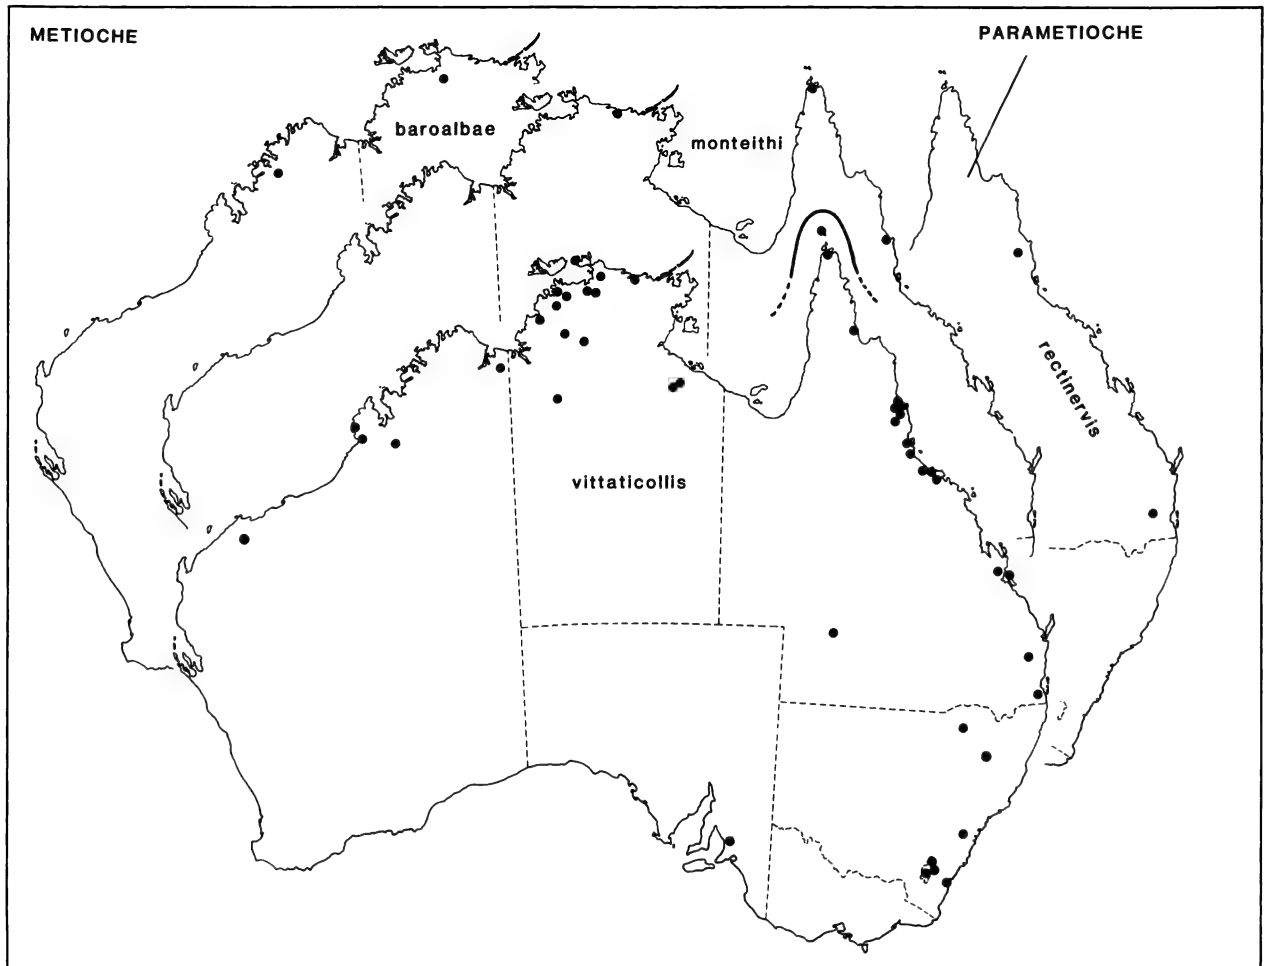 METIOCHE
PARAMETIOCHE
baroalbae
monteithi
rectinervis
vittaticollis